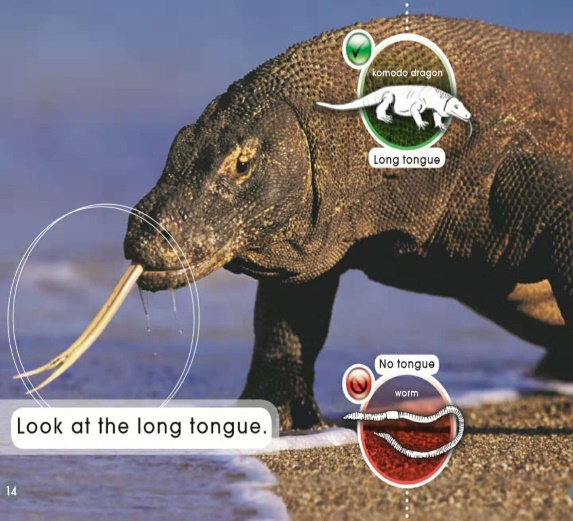 komodo dragon
Long tongue
No tongue
worm
Look at the long tongue.
14